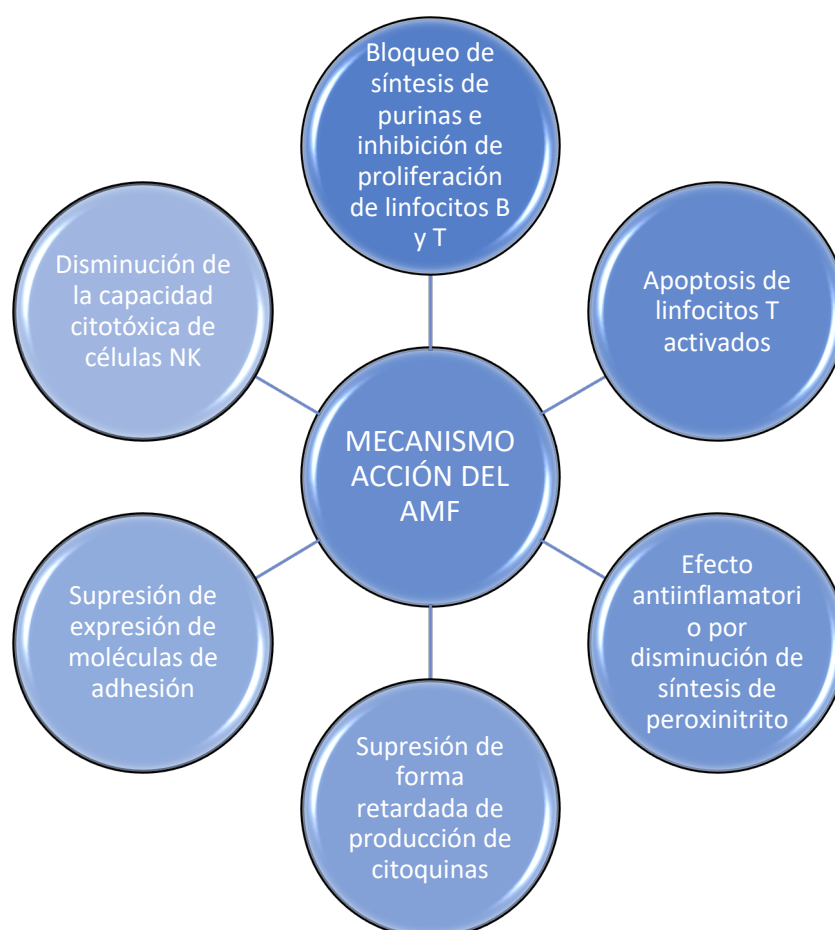 Bloqueo de
síntesis de
purinas e
inhibición de
proliferación
de linfocitos B
y T
Apoptosis de
linfocitos T
activados
Efecto
antiinflamatori
o por
disminución de
síntesis de
peroxinitrito
Supresión de
forma
retardada de
producción de
citoquinas
Supresión de
expresión de
moléculas de
adhesión
Disminución de
la capacidad
citotóxica de
células NK
MECANISMO
ACCIÓN DEL
AMF